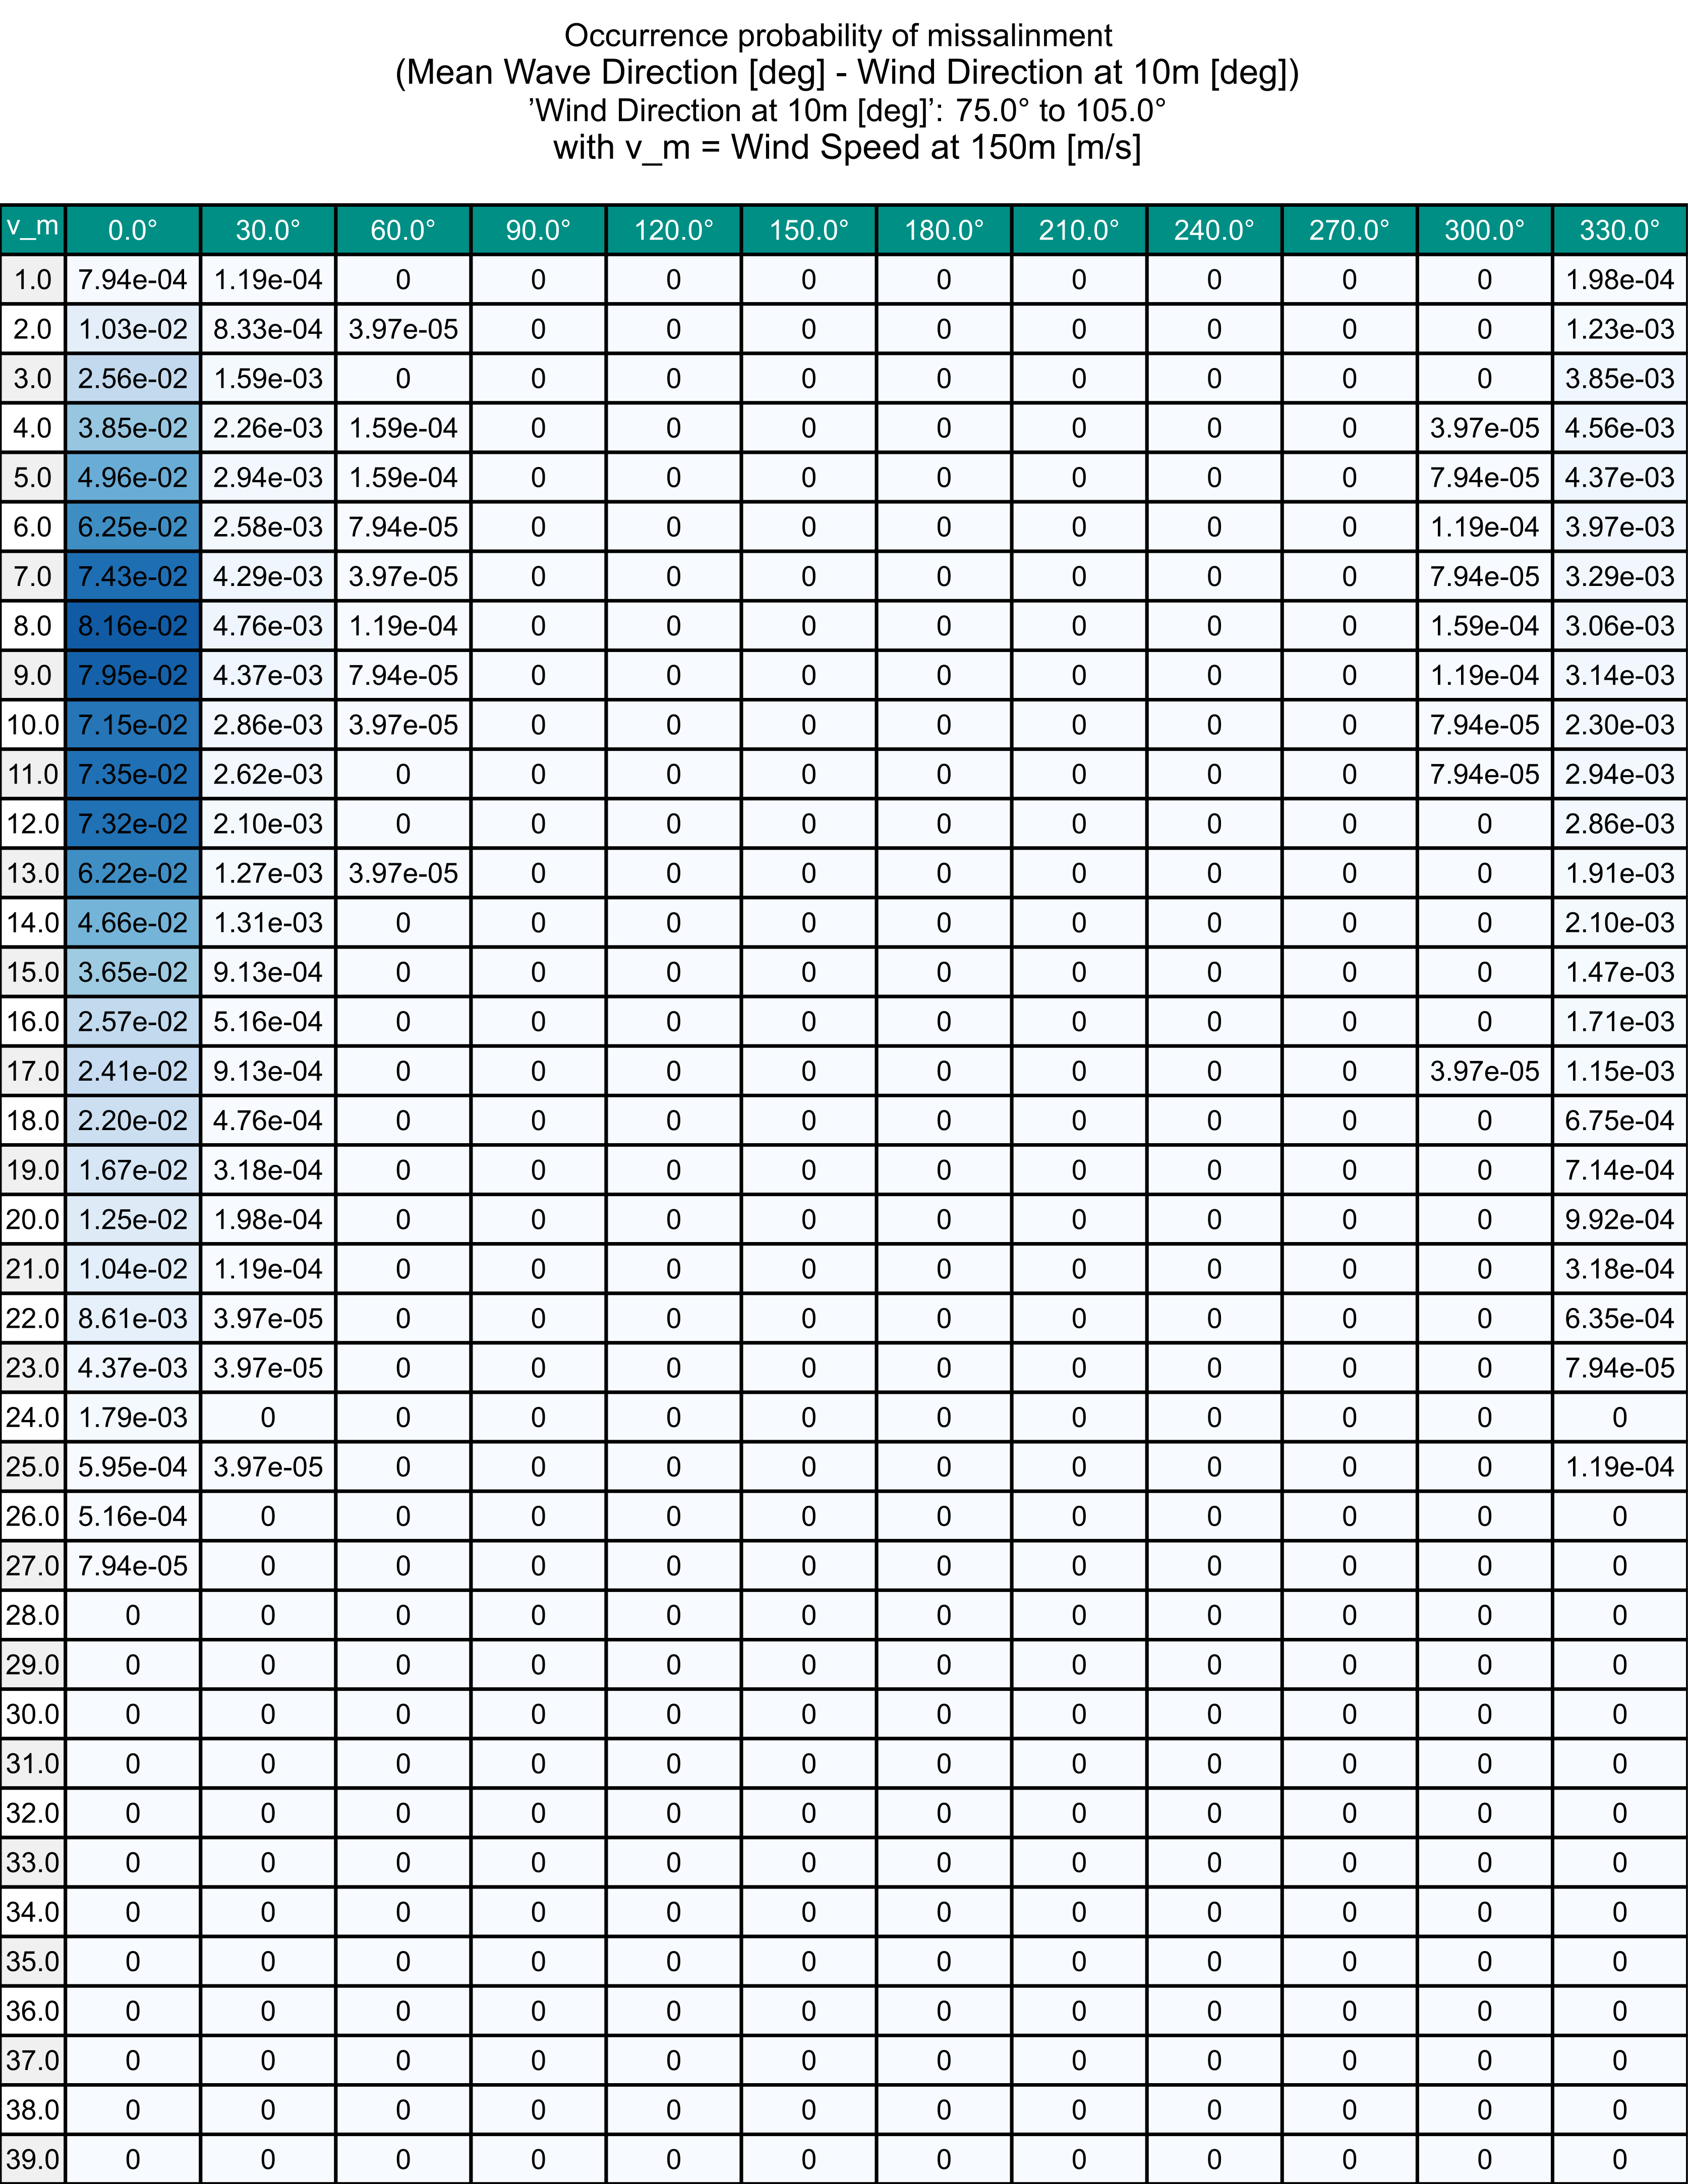 Occurrence probability of missalinment
(Mean Wave Direction [deg] - Wind Direction at 10m [deg])
’Wind Direction at 10m [deg]’: 75.0° to 105.0°
with v_m = Wind Speed at 150m [m/s]
v_m 0.0° 30.0° 60.0° 90.0° 120.0° 150.0° 180.0° 210.0° 240.0° 270.0° 300.0° 330.0°
1.0 7.94e-04 1.19e-04 0 0 0 0 0 0 0 0 0 1.98e-04
2.0 1.03e-02 8.33e-04 3.97e-05 0 0 0 0 0 0 0 0 1.23e-03
3.0 2.56e-02 1.59e-03 0 0 0 0 0 0 0 0 0 3.85e-03
4.0 3.85e-02 2.26e-03 1.59e-04 0 0 0 0 0 0 0 3.97e-05 4.56e-03
5.0 4.96e-02 2.94e-03 1.59e-04 0 0 0 0 0 0 0 7.94e-05 4.37e-03
6.0 6.25e-02 2.58e-03 7.94e-05 0 0 0 0 0 0 0 1.19e-04 3.97e-03
7.0 7.43e-02 4.29e-03 3.97e-05 0 0 0 0 0 0 0 7.94e-05 3.29e-03
8.0 8.16e-02 4.76e-03 1.19e-04 0 0 0 0 0 0 0 1.59e-04 3.06e-03
9.0 7.95e-02 4.37e-03 7.94e-05 0 0 0 0 0 0 0 1.19e-04 3.14e-03
10.0 7.15e-02 2.86e-03 3.97e-05 0 0 0 0 0 0 0 7.94e-05 2.30e-03
11.0 7.35e-02 2.62e-03 0 0 0 0 0 0 0 0 7.94e-05 2.94e-03
12.0 7.32e-02 2.10e-03 0 0 0 0 0 0 0 0 0 2.86e-03
13.0 6.22e-02 1.27e-03 3.97e-05 0 0 0 0 0 0 0 0 1.91e-03
14.0 4.66e-02 1.31e-03 0 0 0 0 0 0 0 0 0 2.10e-03
15.0 3.65e-02 9.13e-04 0 0 0 0 0 0 0 0 0 1.47e-03
16.0 2.57e-02 5.16e-04 0 0 0 0 0 0 0 0 0 1.71e-03
17.0 2.41e-02 9.13e-04 0 0 0 0 0 0 0 0 3.97e-05 1.15e-03
18.0 2.20e-02 4.76e-04 0 0 0 0 0 0 0 0 0 6.75e-04
19.0 1.67e-02 3.18e-04 0 0 0 0 0 0 0 0 0 7.14e-04
20.0 1.25e-02 1.98e-04 0 0 0 0 0 0 0 0 0 9.92e-04
21.0 1.04e-02 1.19e-04 0 0 0 0 0 0 0 0 0 3.18e-04
22.0 8.61e-03 3.97e-05 0 0 0 0 0 0 0 0 0 6.35e-04
23.0 4.37e-03 3.97e-05 0 0 0 0 0 0 0 0 0 7.94e-05
24.0 1.79e-03 0 0 0 0 0 0 0 0 0 0 0
25.0 5.95e-04 3.97e-05 0 0 0 0 0 0 0 0 0 1.19e-04
26.0 5.16e-04 0 0 0 0 0 0 0 0 0 0 0
27.0 7.94e-05 0 0 0 0 0 0 0 0 0 0 0
28.0 0 0 0 0 0 0 0 0 0 0 0 0
29.0 0 0 0 0 0 0 0 0 0 0 0 0
30.0 0 0 0 0 0 0 0 0 0 0 0 0
31.0 0 0 0 0 0 0 0 0 0 0 0 0
32.0 0 0 0 0 0 0 0 0 0 0 0 0
33.0 0 0 0 0 0 0 0 0 0 0 0 0
34.0 0 0 0 0 0 0 0 0 0 0 0 0
35.0 0 0 0 0 0 0 0 0 0 0 0 0
36.0 0 0 0 0 0 0 0 0 0 0 0 0
37.0 0 0 0 0 0 0 0 0 0 0 0 0
38.0 0 0 0 0 0 0 0 0 0 0 0 0
39.0 0 0 0 0 0 0 0 0 0 0 0 0